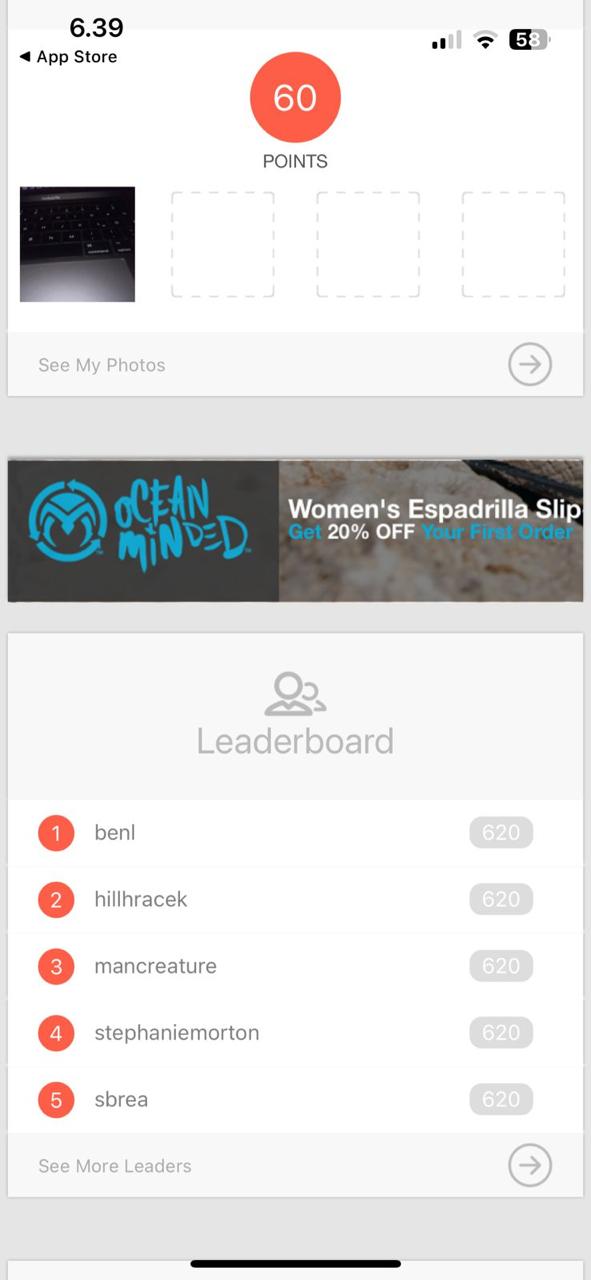 6.39
58
◀ App Store
60
POINTS
See My Photos
OCEAN
MINDED
Women's Espadrilla Slip
Get 20% OFF Your First Order
Leaderboard
1 benl 620
2 hillhracek 620
3 mancreature 620
4 stephaniemorton 620
5 sbrea 620
See More Leaders